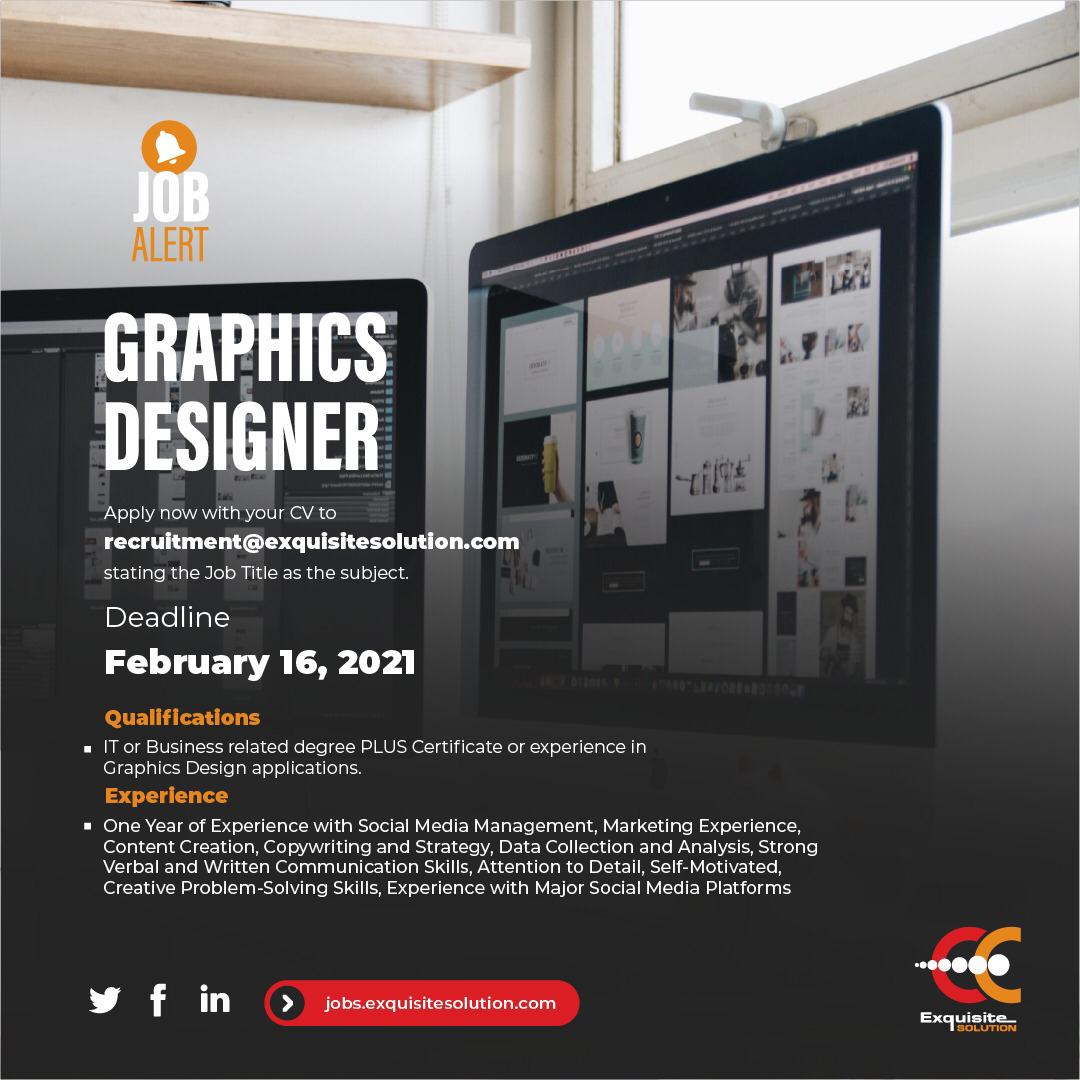 JOB
ALERT
GRAPHICS
DESIGNER
Apply now with your CV to
recruitment@exquisitesolution.com
stating the Job Title as the subject.
Deadline
February 16, 2021
Qualifications
IT or Business related degree PLUS Certificate or experience in
Graphics Design applications.
Experience
One Year of Experience with Social Media Management, Marketing Experience,
Content Creation, Copywriting and Strategy, Data Collection and Analysis, Strong
Verbal and Written Communication Skills, Attention to Detail, Self-Motivated,
Creative Problem-Solving Skills, Experience with Major Social Media Platforms
jobs.exquisitesolution.com
Exquisite
SOLUTION